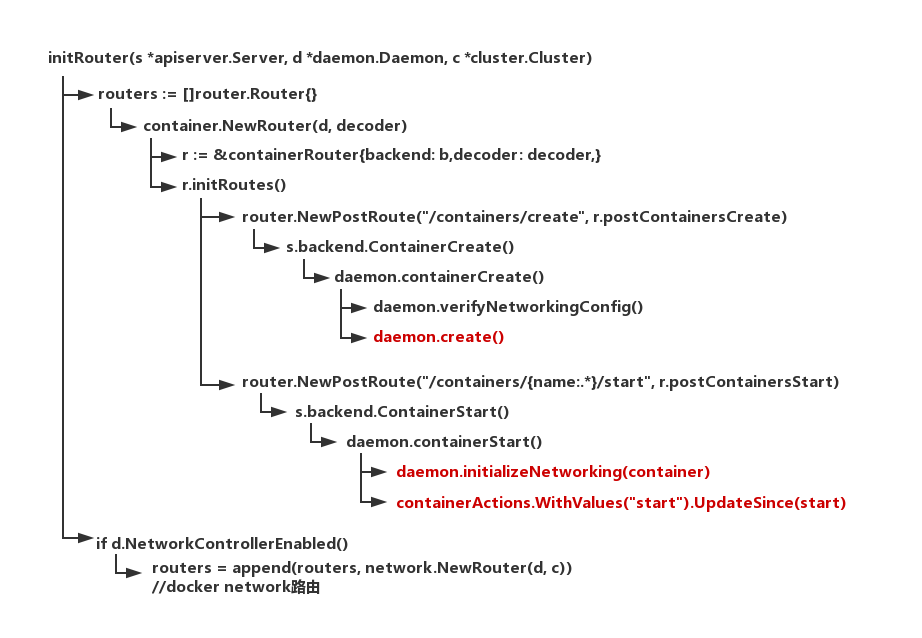 initRouter(s *apiserver.Server, d *daemon.Daemon, c *cluster.Cluster)
routers := []router.Router{}
container.NewRouter(d, decoder)
r := &containerRouter{backend: b,decoder: decoder,}
r.initRoutes()
router.NewPostRoute("/containers/create", r.postContainersCreate)
s.backend.ContainerCreate()
daemon.containerCreate()
daemon.verifyNetworkingConfig()
daemon.create()
router.NewPostRoute("/containers/{name:.*}/start", r.postContainersStart)
s.backend.ContainerStart()
daemon.containerStart()
daemon.initializeNetworking(container)
containerActions.WithValues("start").UpdateSince(start)
if d.NetworkControllerEnabled()
routers = append(routers, network.NewRouter(d, c))
//docker network路由